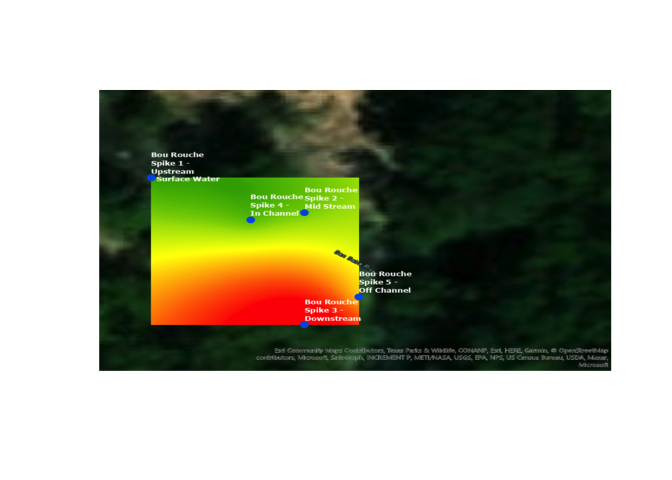 Bou Rouche
Spike 1 -
Upstream
Surface Water
Bou Rouche
Spike 2 -
Mid Stream
Bou Rouche
Spike 4 -
In Channel
Bou Rouche
Spike 5 -
Off Channel
Bou Rouche
Spike 3 -
Downstream
Esri Community Maps Contributors, Texas Parks & Wildlife, CONANP, Esri, HERE, Garmin, © OpenStreetMap
contributors, Microsoft, SafeGraph, INCREMENT P, METI/NASA, USGS, EPA, NPS, US Census Bureau, USDA, Maxar,
Microsoft